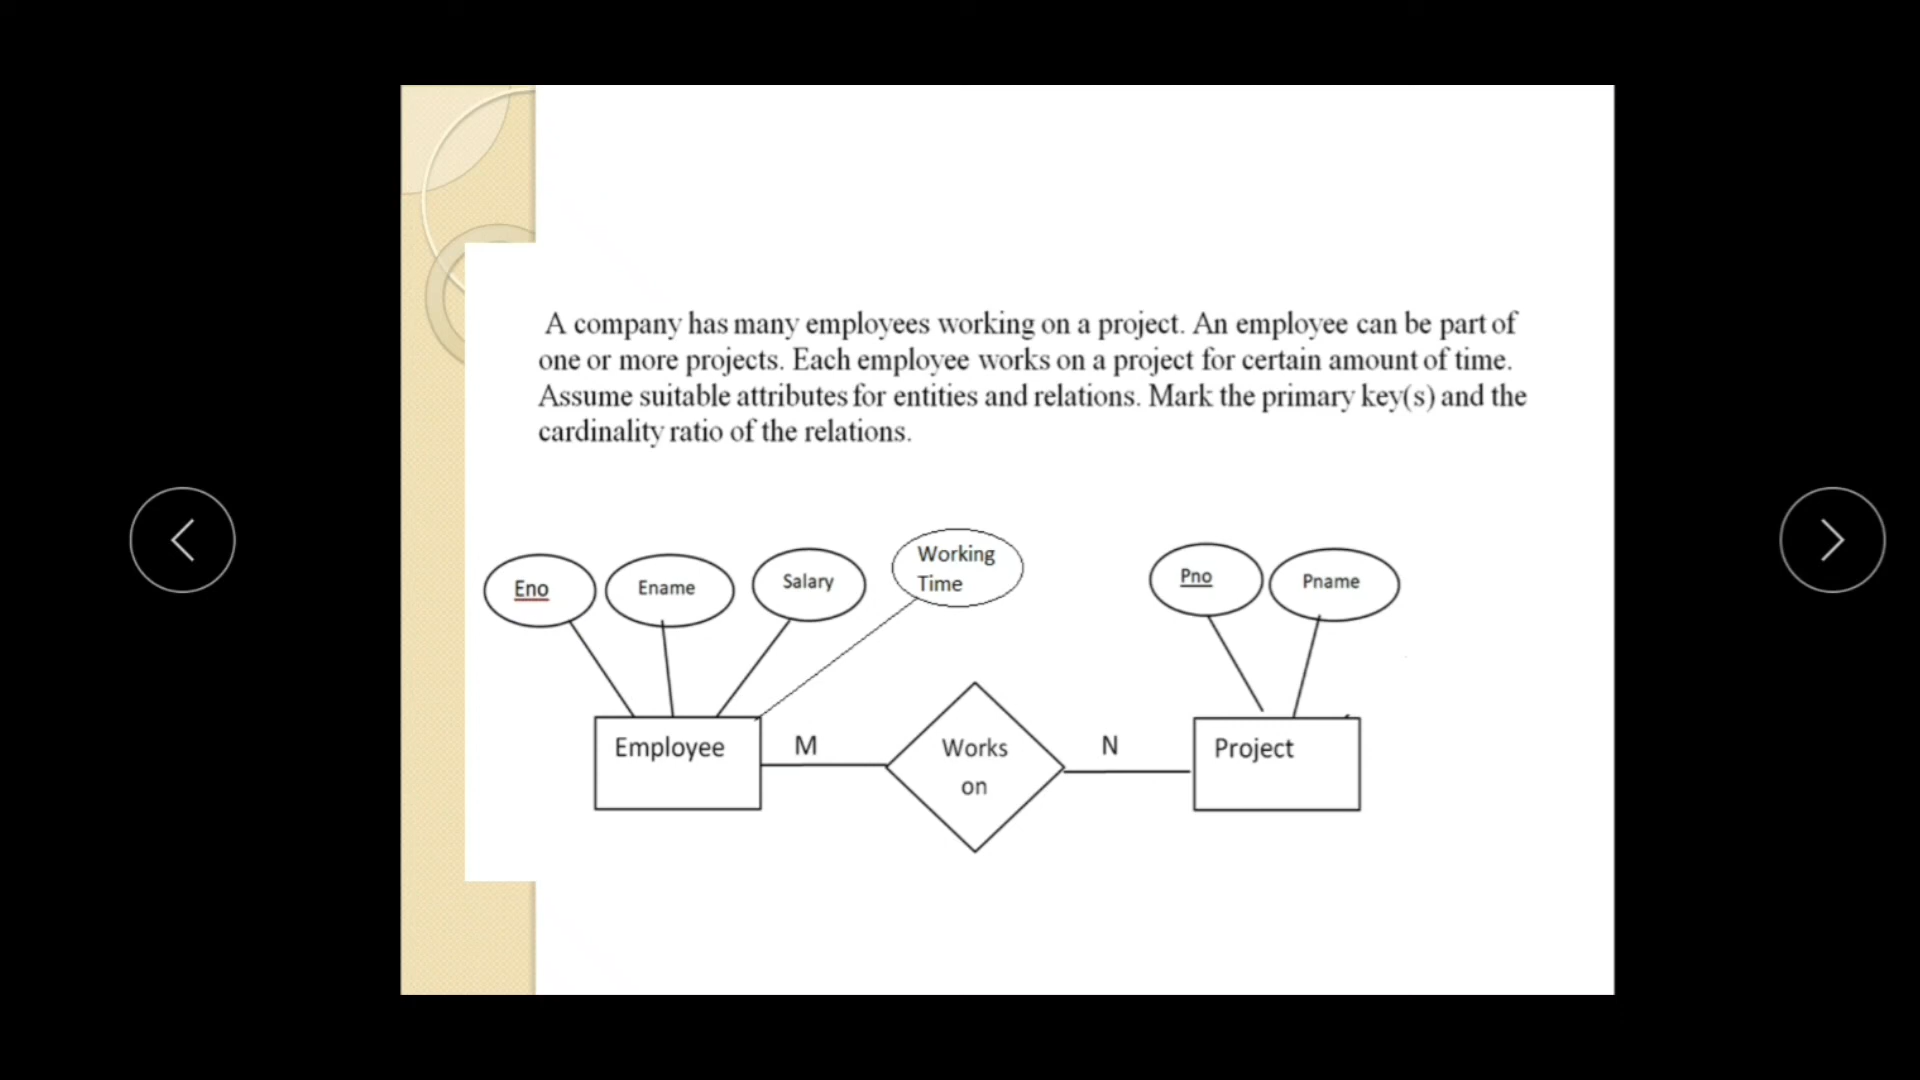 A company has many employees working on a project. An employee can be part of
one or more projects. Each employee works on a project for certain amount of time.
Assume suitable attributes for entities and relations. Mark the primary key(s) and the
cardinality ratio of the relations.
Eno
Ename
Salary
Working
Time
Pno
Pname
Employee
M
Works
on
N
Project